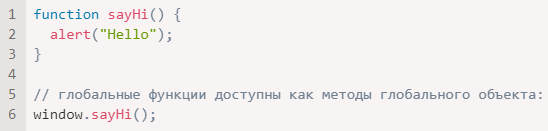 1 function sayHi() {
2   alert("Hello");
3 }
4
5 // глобальные функции доступны как методы глобального объекта:
6 window.sayHi();